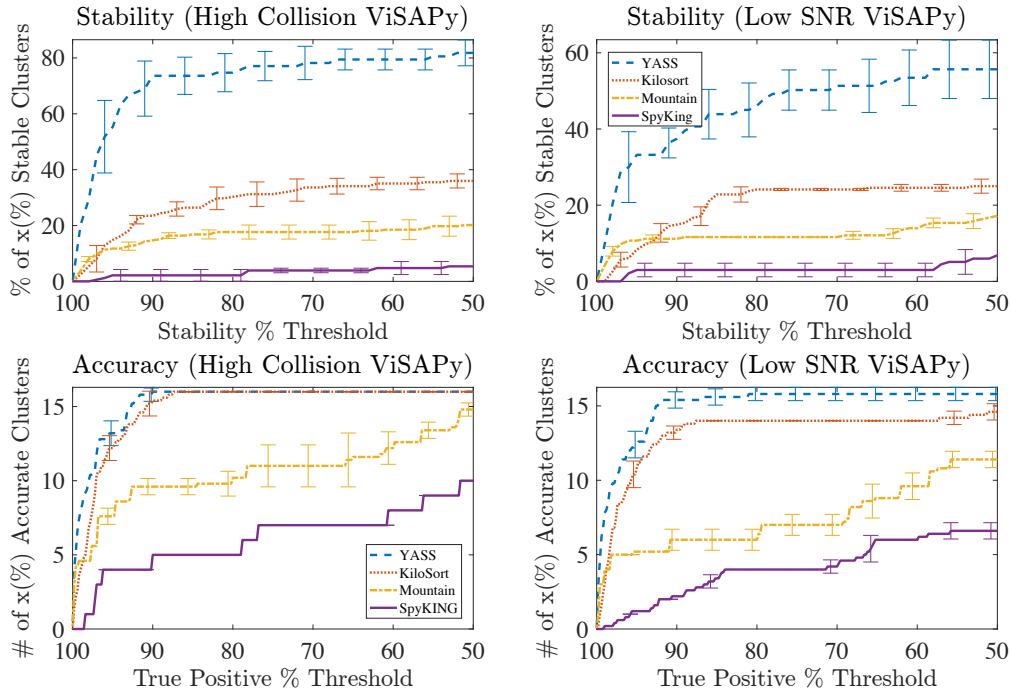 Stability (High Collision ViSAPy)
% of x(%) Stable Clusters
80
60
40
20
0
100 90 80 70 60 50
Stability % Threshold
Stability (Low SNR ViSAPy)
% of x(%) Stable Clusters
60
40
20
0
YASS
Kilosort
Mountain
SpyKing
100 90 80 70 60 50
Stability % Threshold
Accuracy (High Collision ViSAPy)
# of x(%) Accurate Clusters
15
10
5
0
YASS
KiloSort
Mountain
SpyKING
100 90 80 70 60 50
True Positive % Threshold
Accuracy (Low SNR ViSAPy)
# of x(%) Accurate Clusters
15
10
5
0
100 90 80 70 60 50
True Positive % Threshold